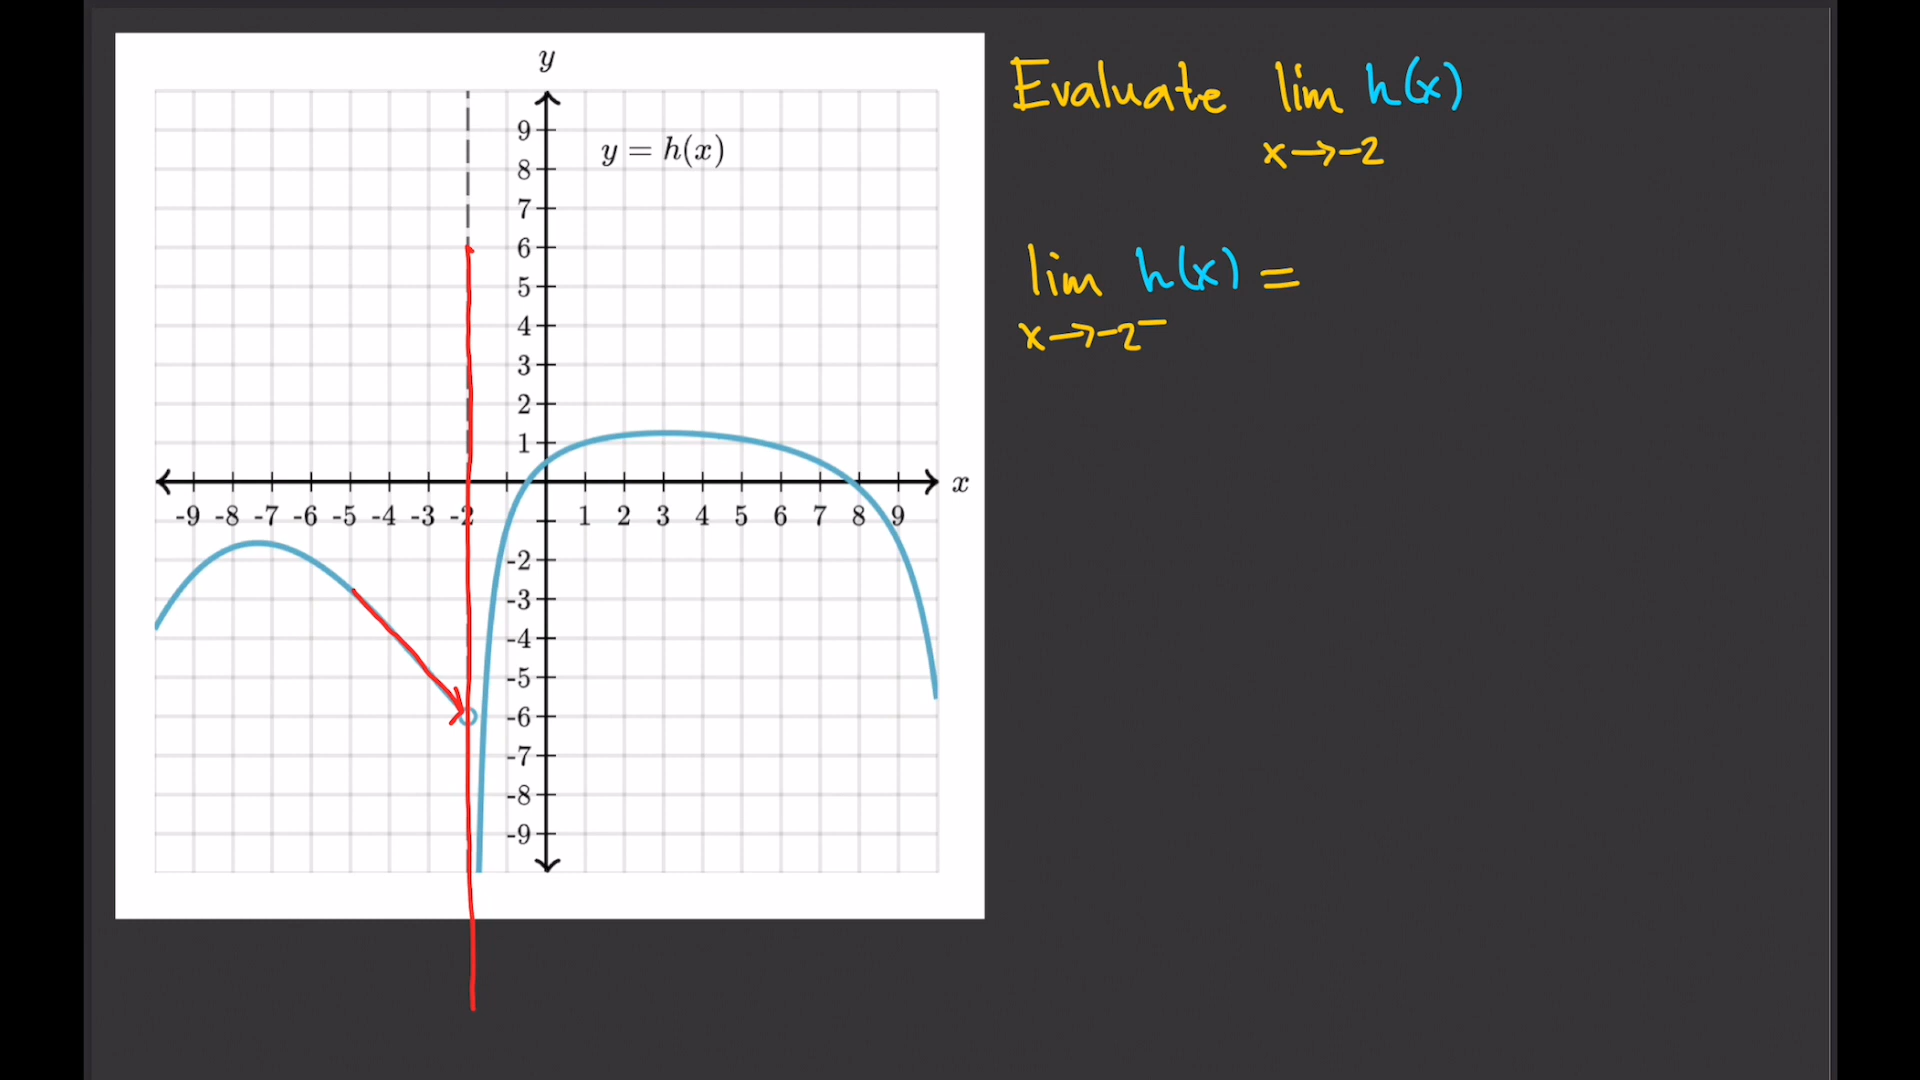 y
y = h(x)
9
8
7
6
5
4
3
2
1
x
-9 -8 -7 -6 -5 -4 -3 -2 1 2 3 4 5 6 7 8 9
-2
-3
-4
-5
-6
-7
-8
-9
Evaluate lim h(x)
x→-2
lim h(x) =
x→-2⁻